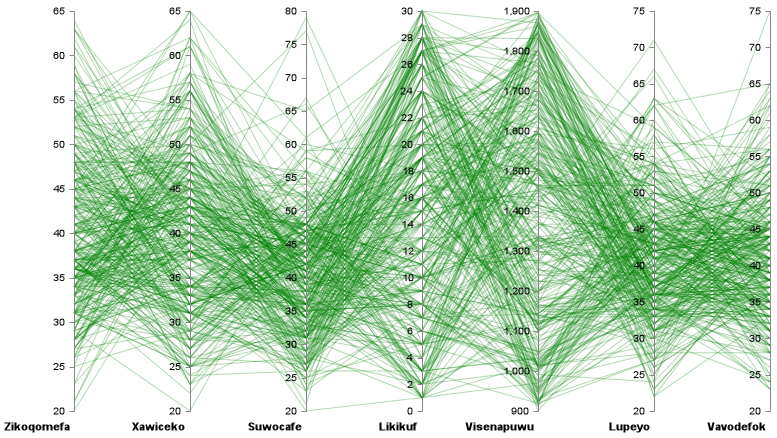 65 65 80 30 1,900 75 75
60 60 75 28 1,800 70 70
55 55 70 26 1,700 65 65
50 50 65 24 1,600 60 60
45 45 60 22 1,500 55 55
40 40 55 20 1,400 50 50
35 35 50 18 1,300 45 45
30 30 45 16 1,200 40 40
25 25 40 14 1,100 35 35
20 20 35 12 1,000 30 30
30 10 900 25 25
25 8 20 20
20 6
4
2
0
Zikoqomefa Xawiceko Suwocafe Likikuf Visenapuwu Lupeyo Vavodefok